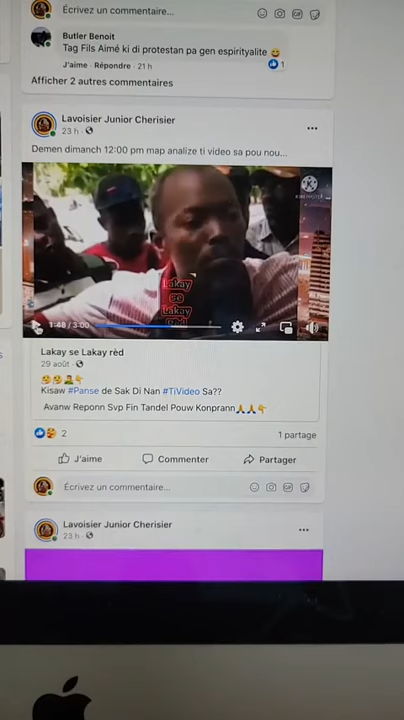 Écrivez un commentaire...
Butler Benoit
Tag Fils Aimé ki di protestan pa gen espirityalite 😄
J'aime · Répondre · 21 h
1
Afficher 2 autres commentaires
Lavoisier Junior Cherisier
23 h ·
Demen dimanch 12:00 pm map analize ti video sa pou nou...
Lakay
se
Lakay
1:48 / 3:00
Lakay se Lakay rèd
29 août ·
Kisaw #Panse de Sak Di Nan #TiVideo Sa??
Avanw Reponn Svp Fin Tandel Pouw Konprann🙏🙏👇
2
1 partage
J'aime
Commenter
Partager
Écrivez un commentaire...
Lavoisier Junior Cherisier
23 h ·